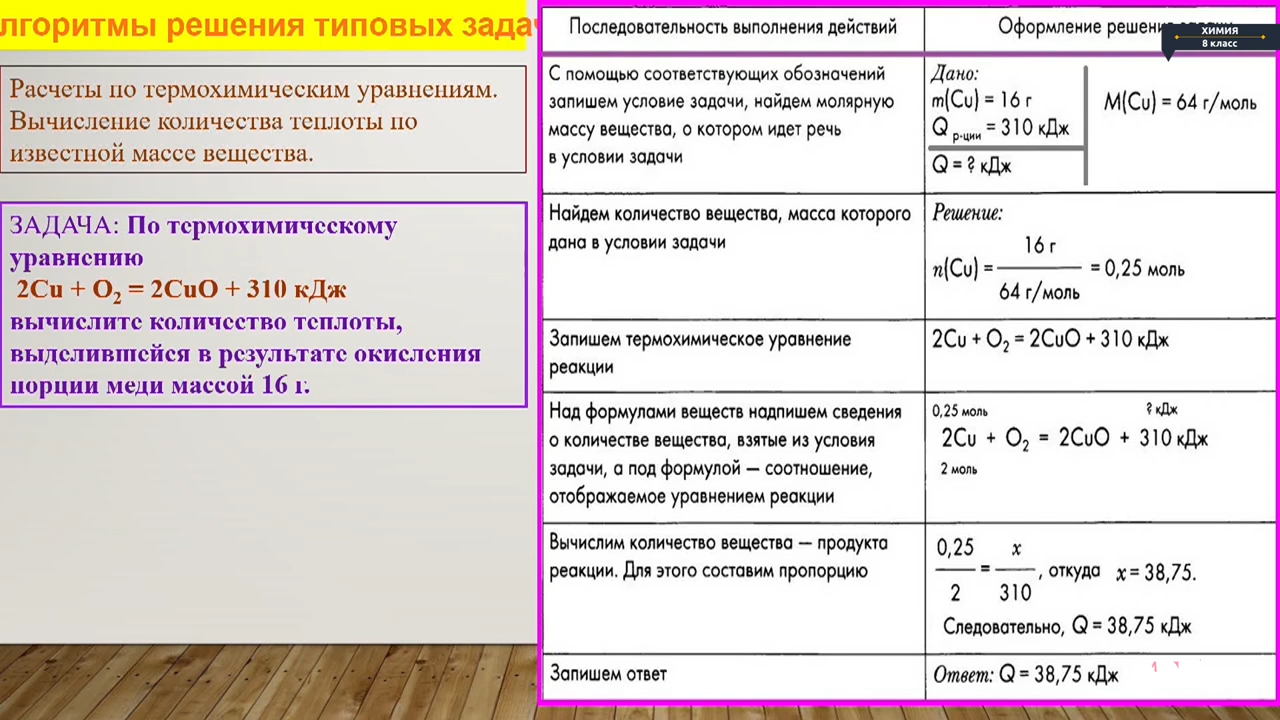 лгоритмы решения типовых задач
Расчеты по термохимическим уравнениям.
Вычисление количества теплоты по
известной массе вещества.
ЗАДАЧА: По термохимическому
уравнению
2Cu + O₂ = 2CuO + 310 кДж
вычислите количество теплоты,
выделившейся в результате окисления
порции меди массой 16 г.
Последовательность выполнения действий
Оформление решения
ХИМИЯ
8 класс
С помощью соответствующих обозначений
запишем условие задачи, найдем молярную
массу вещества, о котором идет речь
в условии задачи
Дано:
m(Cu) = 16 г
Q р-ции = 310 кДж
Q = ? кДж
M(Cu) = 64 г/моль
Найдем количество вещества, масса которого
дана в условии задачи
Решение:
16 г
n(Cu) = = 0,25 моль
64 г/моль
Запишем термохимическое уравнение
реакции
2Cu + O₂ = 2CuO + 310 кДж
Над формулами веществ надпишем сведения
о количестве вещества, взятые из условия
задачи, а под формулой — соотношение,
отображаемое уравнением реакции
0,25 моль ? кДж
2Cu + O₂ = 2CuO + 310 кДж
2 моль
Вычислим количество вещества — продукта
реакции. Для этого составим пропорцию
0,25 x
= , откуда x = 38,75.
2 310
Следовательно, Q = 38,75 кДж
Запишем ответ
Ответ: Q = 38,75 кДж